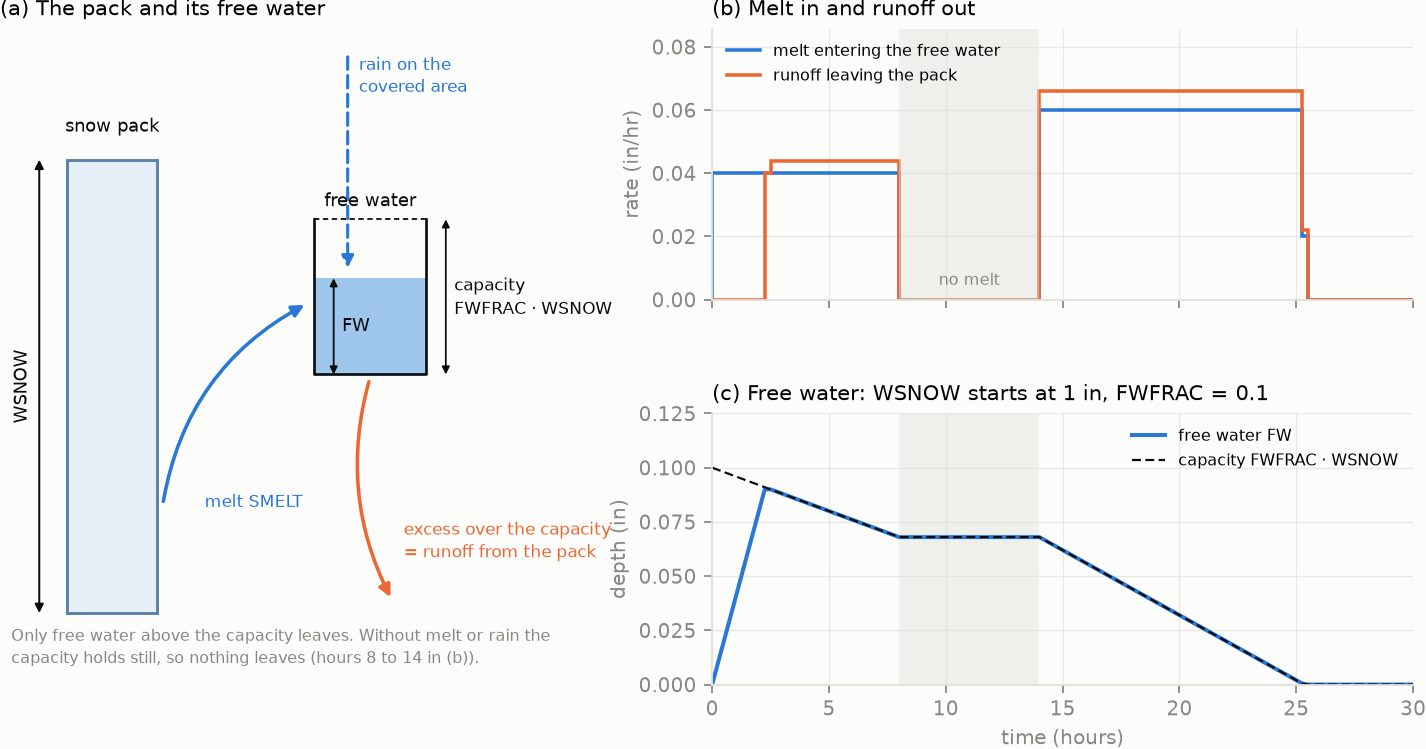 (a) The pack and its free water
rain on the
covered area
snow pack
free water
capacity
FWFRAC · WSNOW
FW
WSNOW
melt SMELT
excess over the capacity
= runoff from the pack
Only free water above the capacity leaves. Without melt or rain the
capacity holds still, so nothing leaves (hours 8 to 14 in (b)).
(b) Melt in and runoff out
melt entering the free water
runoff leaving the pack
0.08
0.06
0.04
0.02
0.00
rate (in/hr)
no melt
(c) Free water: WSNOW starts at 1 in, FWFRAC = 0.1
free water FW
capacity FWFRAC · WSNOW
0.125
0.100
0.075
0.050
0.025
0.000
depth (in)
0 5 10 15 20 25 30
time (hours)